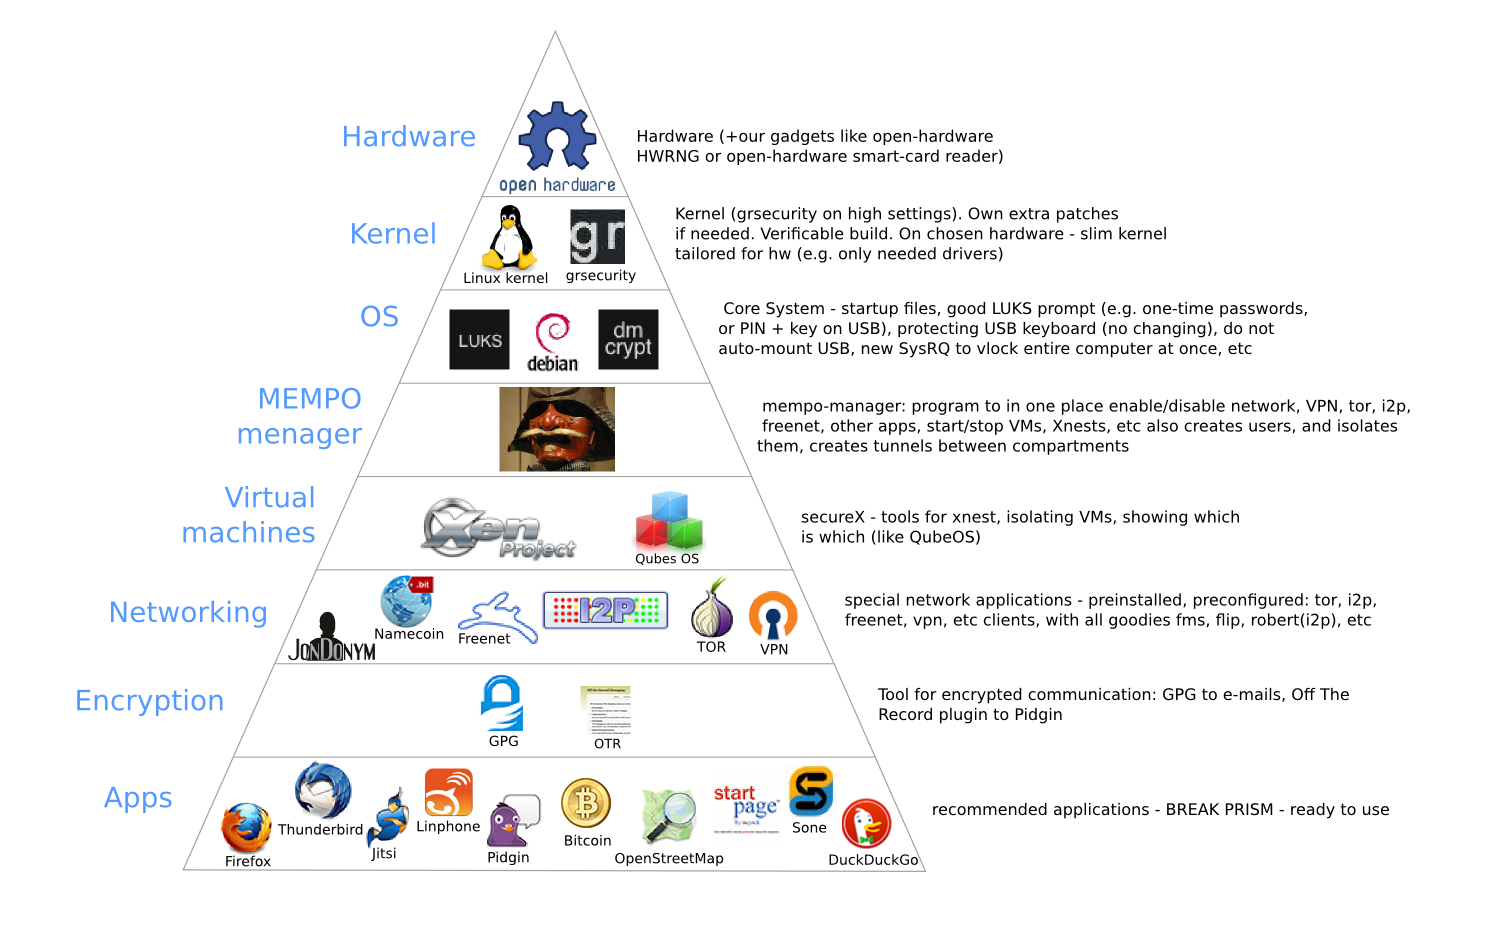 Hardware
open hardware
Hardware (+our gadgets like open-hardware
HWRNG or open-hardware smart-card reader)
Kernel
Linux kernel
gr
grsecurity
Kernel (grsecurity on high settings). Own extra patches
if needed. Verificable build. On chosen hardware - slim kernel
tailored for hw (e.g. only needed drivers)
OS
LUKS
debian
dm
crypt
Core System - startup files, good LUKS prompt (e.g. one-time passwords,
or PIN + key on USB), protecting USB keyboard (no changing), do not
auto-mount USB, new SysRQ to vlock entire computer at once, etc
MEMPO
menager
mempo-manager: program to in one place enable/disable network, VPN, tor, i2p,
freenet, other apps, start/stop VMs, Xnests, etc also creates users, and isolates
them, creates tunnels between compartments
Virtual
machines
Xen
Project
Qubes OS
secureX - tools for xnest, isolating VMs, showing which
is which (like QubeOS)
Networking
JONDONYM
.bit
Namecoin
Freenet
I2P
TOR
VPN
special network applications - preinstalled, preconfigured: tor, i2p,
freenet, vpn, etc clients, with all goodies fms, flip, robert(i2p), etc
Encryption
GPG
OTR
Tool for encrypted communication: GPG to e-mails, Off The
Record plugin to Pidgin
Apps
Firefox
Thunderbird
Jitsi
Linphone
Pidgin
Bitcoin
OpenStreetMap
start
page
Sone
DuckDuckGo
recommended applications - BREAK PRISM - ready to use